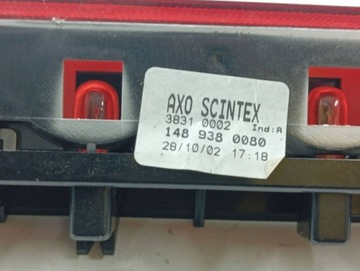 AXO SCINTEX
3831 0002 Ind:A
148 938 0080
28/10/02 17:18